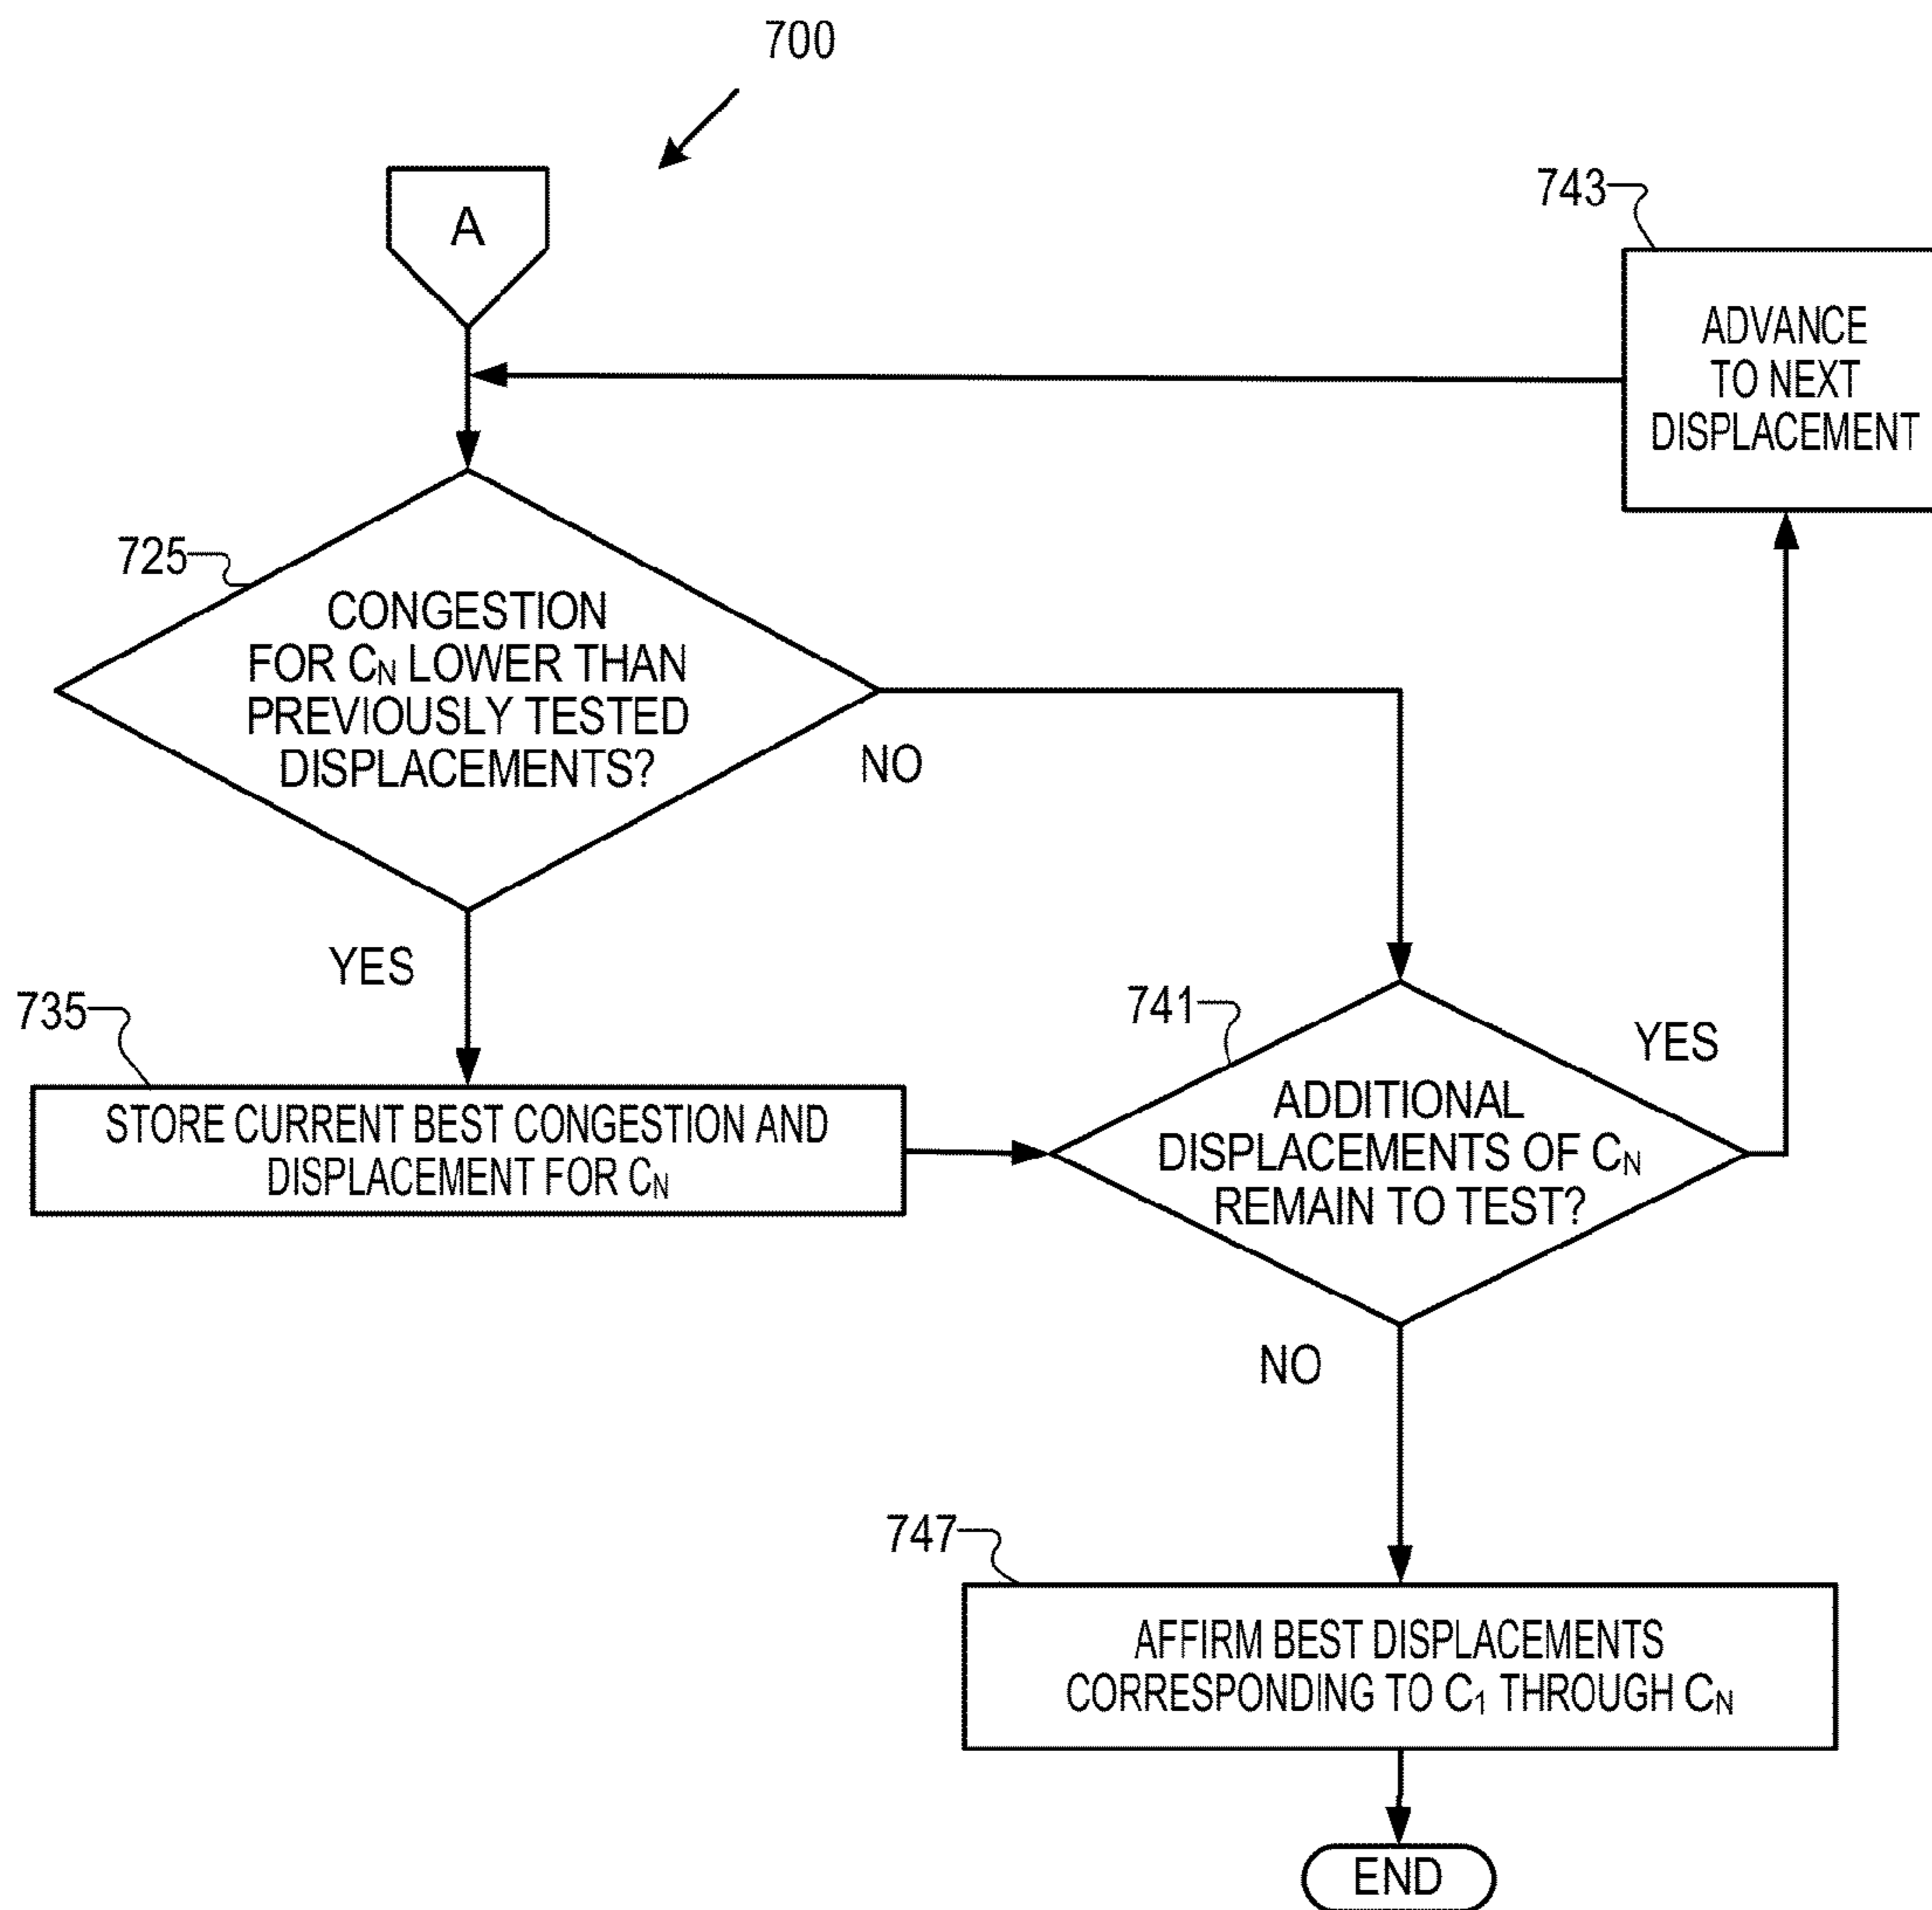 700
A
743
ADVANCE
TO NEXT
DISPLACEMENT
725
CONGESTION
FOR CN LOWER THAN
PREVIOUSLY TESTED
DISPLACEMENTS?
NO
YES
735
STORE CURRENT BEST CONGESTION AND
DISPLACEMENT FOR CN
741
YES
ADDITIONAL
DISPLACEMENTS OF CN
REMAIN TO TEST?
NO
747
AFFIRM BEST DISPLACEMENTS
CORRESPONDING TO C1 THROUGH CN
END